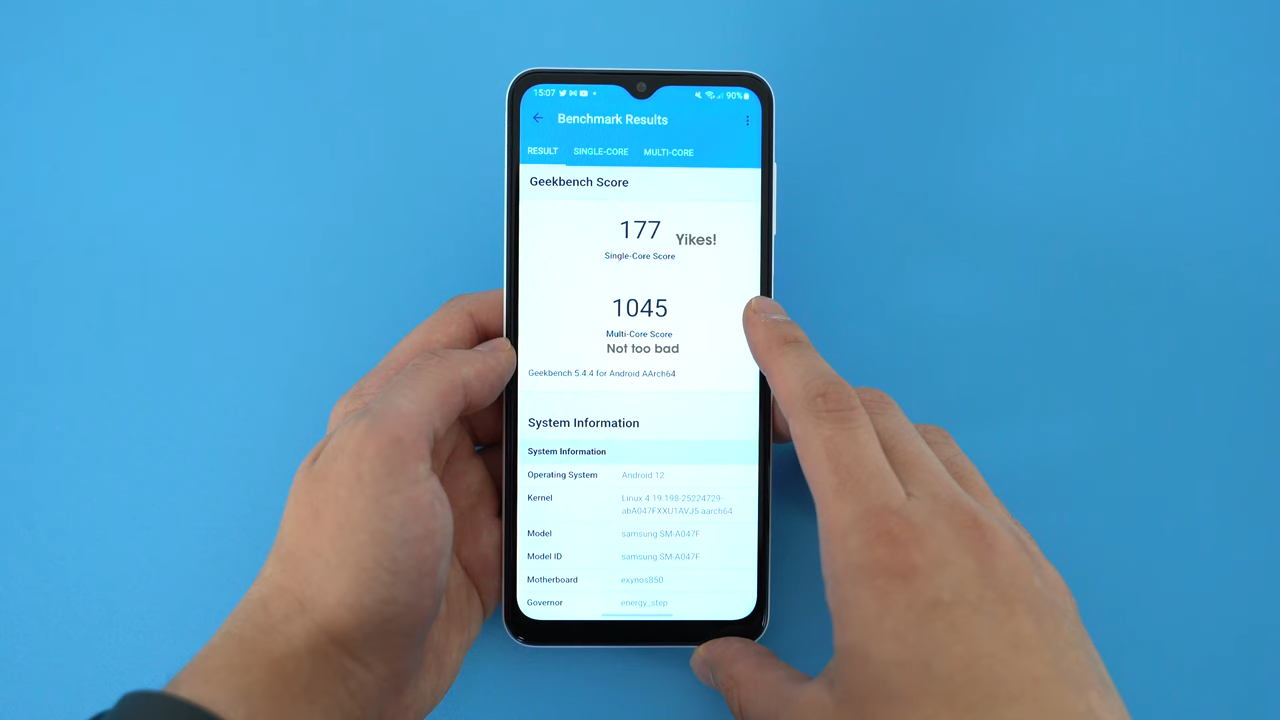 15:07 90%
Benchmark Results
RESULT SINGLE-CORE MULTI-CORE
Geekbench Score
177 Yikes!
Single-Core Score
1045
Multi-Core Score
Not too bad
Geekbench 5.4.4 for Android AArch64
System Information
System Information
Operating System Android 12
Kernel Linux 4.19.198-25224729-
abA047FXXU1AVJ5 aarch64
Model samsung SM-A047F
Model ID samsung SM-A047F
Motherboard exynos850
Governor energy_step